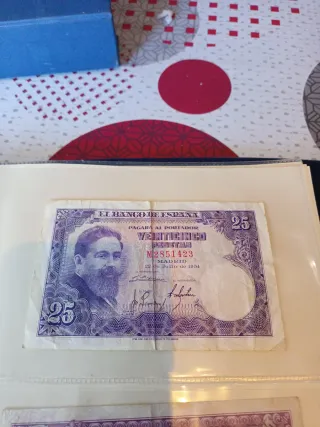 EL BANCO DE ESPAÑA
25
PAGARÁ AL PORTADOR
VEINTICINCO
PESETAS
M2851423
MADRID
25